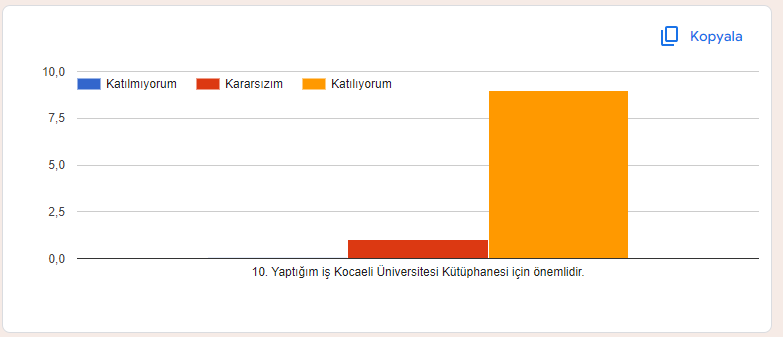 Kopyala
10,0
Katılmıyorum Kararsızım Katılıyorum
7,5
5,0
2,5
0,0
10. Yaptığım iş Kocaeli Üniversitesi Kütüphanesi için önemlidir.